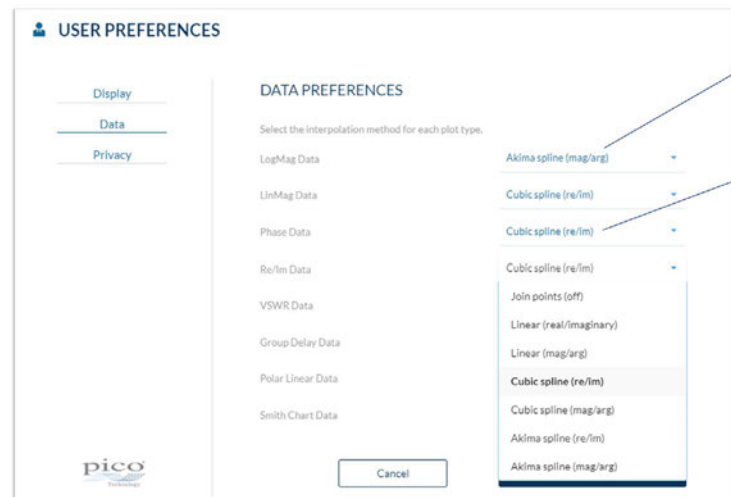 USER PREFERENCES
Display
Data
Privacy
DATA PREFERENCES
Select the interpolation method for each plot type.
LogMag Data
Akima spline (mag/arg)
LinMag Data
Cubic spline (re/im)
Phase Data
Cubic spline (re/im)
Re/Im Data
Cubic spline (re/im)
Join points (off)
VSWR Data
Linear (real/imaginary)
Group Delay Data
Linear (mag/arg)
Polar Linear Data
Cubic spline (re/im)
Cubic spline (mag/arg)
Smith Chart Data
Akima spline (re/im)
Akima spline (mag/arg)
Cancel
pico
Technology